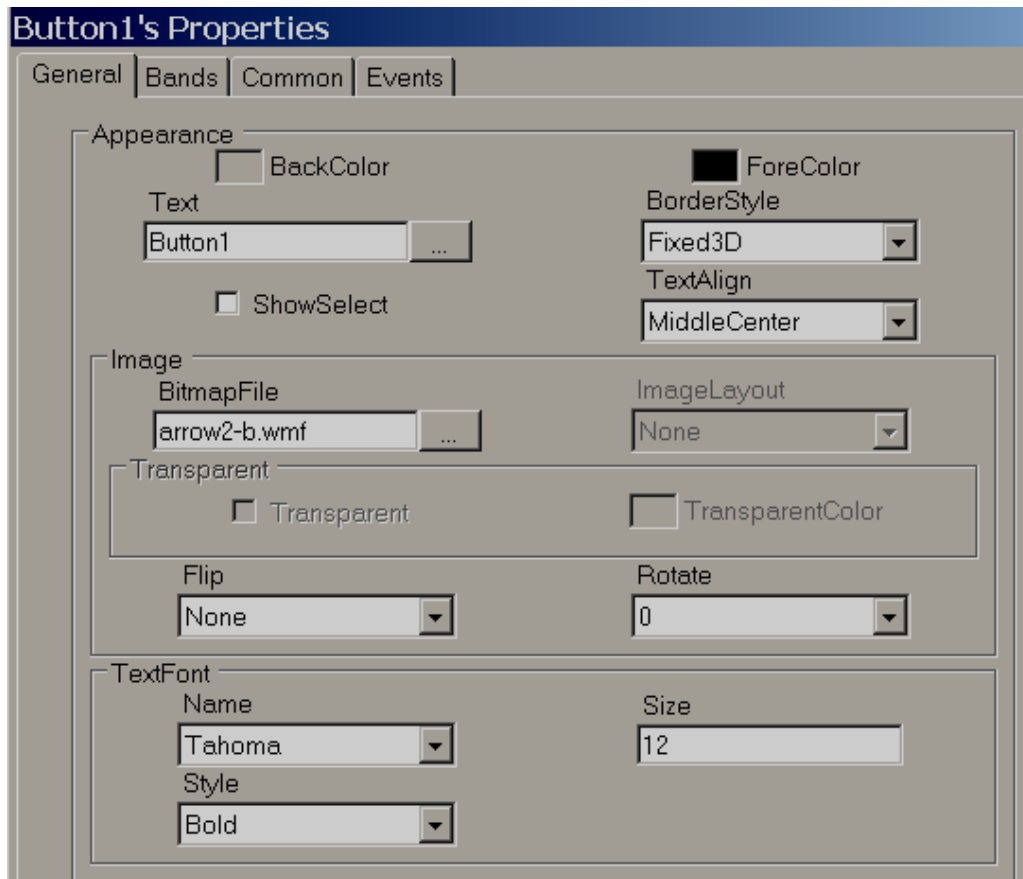 Button1's Properties
General Bands Common Events
Appearance
BackColor ForeColor
Text BorderStyle
Button1 ... Fixed3D
TextAlign
ShowSelect
MiddleCenter
Image
BitmapFile ImageLayout
arrow2-b.wmf ... None
Transparent
Transparent TransparentColor
Flip Rotate
None 0
TextFont
Name Size
Tahoma 12
Style
Bold